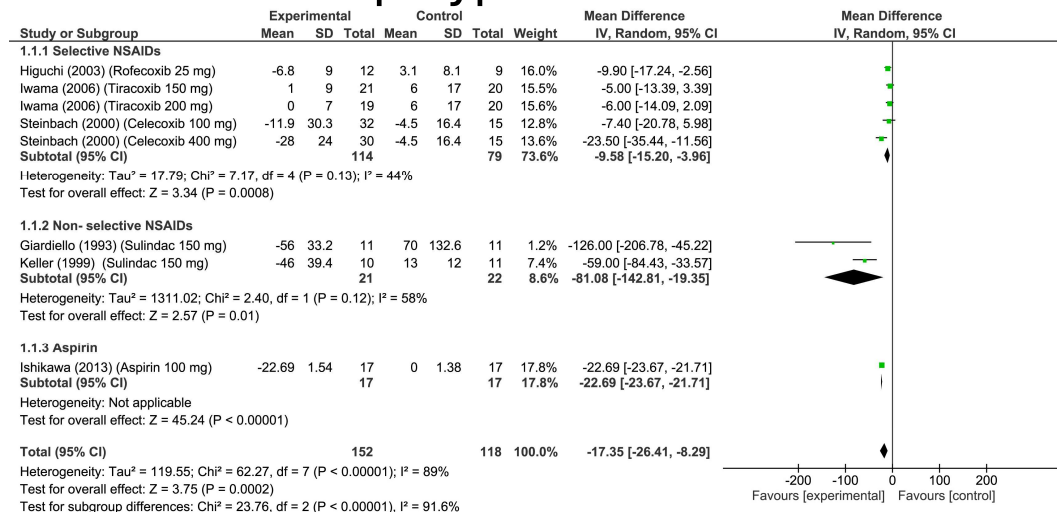 Experimental Control Mean Difference Mean Difference
Study or Subgroup Mean SD Total Mean SD Total Weight IV, Random, 95% CI IV, Random, 95% CI
1.1.1 Selective NSAIDs
Higuchi (2003) (Rofecoxib 25 mg) -6.8 9 12 3.1 8.1 9 16.0% -9.90 [-17.24, -2.56]
Iwama (2006) (Tiracoxib 150 mg) 1 9 21 6 17 20 15.5% -5.00 [-13.39, 3.39]
Iwama (2006) (Tiracoxib 200 mg) 0 7 19 6 17 20 15.6% -6.00 [-14.09, 2.09]
Steinbach (2000) (Celecoxib 100 mg) -11.9 30.3 32 -4.5 16.4 15 12.8% -7.40 [-20.78, 5.98]
Steinbach (2000) (Celecoxib 400 mg) -28 24 30 -4.5 16.4 15 13.6% -23.50 [-35.44, -11.56]
Subtotal (95% CI) 114 79 73.6% -9.58 [-15.20, -3.96]
Heterogeneity: Tau² = 17.79; Chi² = 7.17, df = 4 (P = 0.13); I² = 44%
Test for overall effect: Z = 3.34 (P = 0.0008)
1.1.2 Non- selective NSAIDs
Giardiello (1993) (Sulindac 150 mg) -56 33.2 11 70 132.6 11 1.2% -126.00 [-206.78, -45.22]
Keller (1999) (Sulindac 150 mg) -46 39.4 10 13 12 11 7.4% -59.00 [-84.43, -33.57]
Subtotal (95% CI) 21 22 8.6% -81.08 [-142.81, -19.35]
Heterogeneity: Tau² = 1311.02; Chi² = 2.40, df = 1 (P = 0.12); I² = 58%
Test for overall effect: Z = 2.57 (P = 0.01)
1.1.3 Aspirin
Ishikawa (2013) (Aspirin 100 mg) -22.69 1.54 17 0 1.38 17 17.8% -22.69 [-23.67, -21.71]
Subtotal (95% CI) 17 17 17.8% -22.69 [-23.67, -21.71]
Heterogeneity: Not applicable
Test for overall effect: Z = 45.24 (P < 0.00001)
Total (95% CI) 152 118 100.0% -17.35 [-26.41, -8.29]
Heterogeneity: Tau² = 119.55; Chi² = 62.27, df = 7 (P < 0.00001); I² = 89%
Test for overall effect: Z = 3.75 (P = 0.0002)
Test for subgroup differences: Chi² = 23.76, df = 2 (P < 0.00001), I² = 91.6%
-200 -100 0 100 200
Favours [experimental] Favours [control]